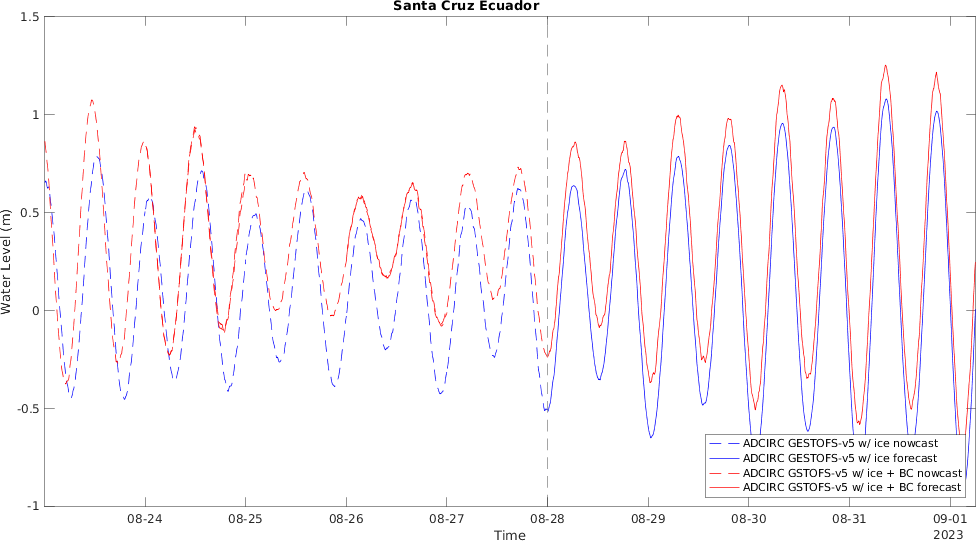 Santa Cruz Ecuador
1.5
1
0.5
0
-0.5
-1
Water Level (m)
ADCIRC GESTOFS-v5 w/ ice nowcast
ADCIRC GESTOFS-v5 w/ ice forecast
ADCIRC GSTOFS-v5 w/ ice + BC nowcast
ADCIRC GSTOFS-v5 w/ ice + BC forecast
08-24 08-25 08-26 08-27 08-28 08-29 08-30 08-31 09-01
Time 2023